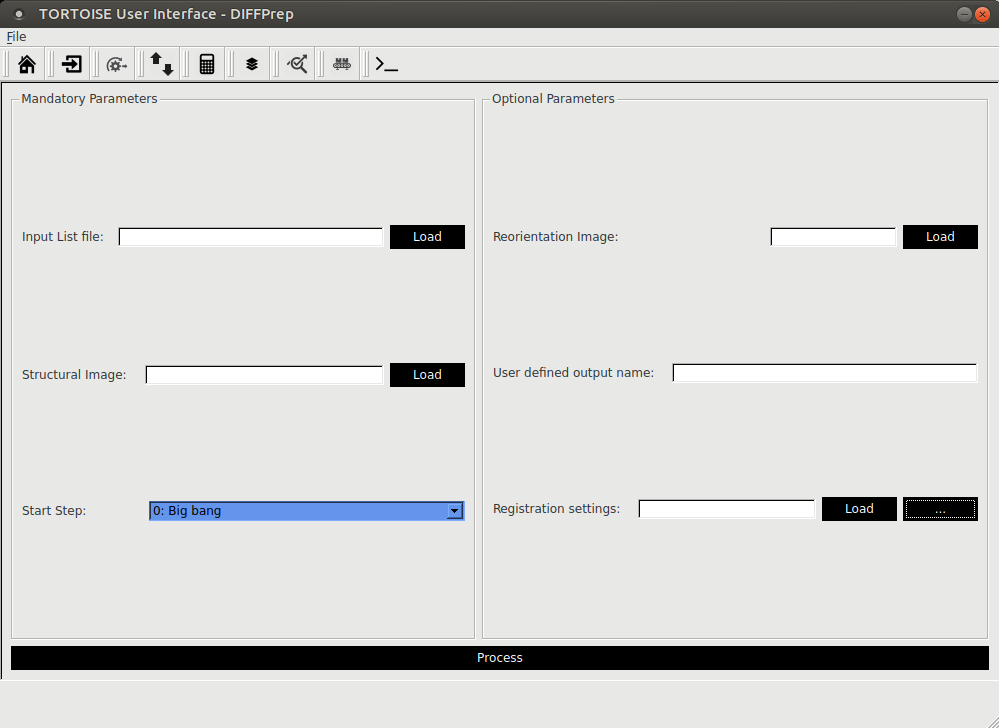 TORTOISE User Interface - DIFFPrep
File
Mandatory Parameters
Input List file:
Load
Structural Image:
Load
Start Step:
0: Big bang
Optional Parameters
Reorientation Image:
Load
User defined output name:
Registration settings:
Load
...
Process